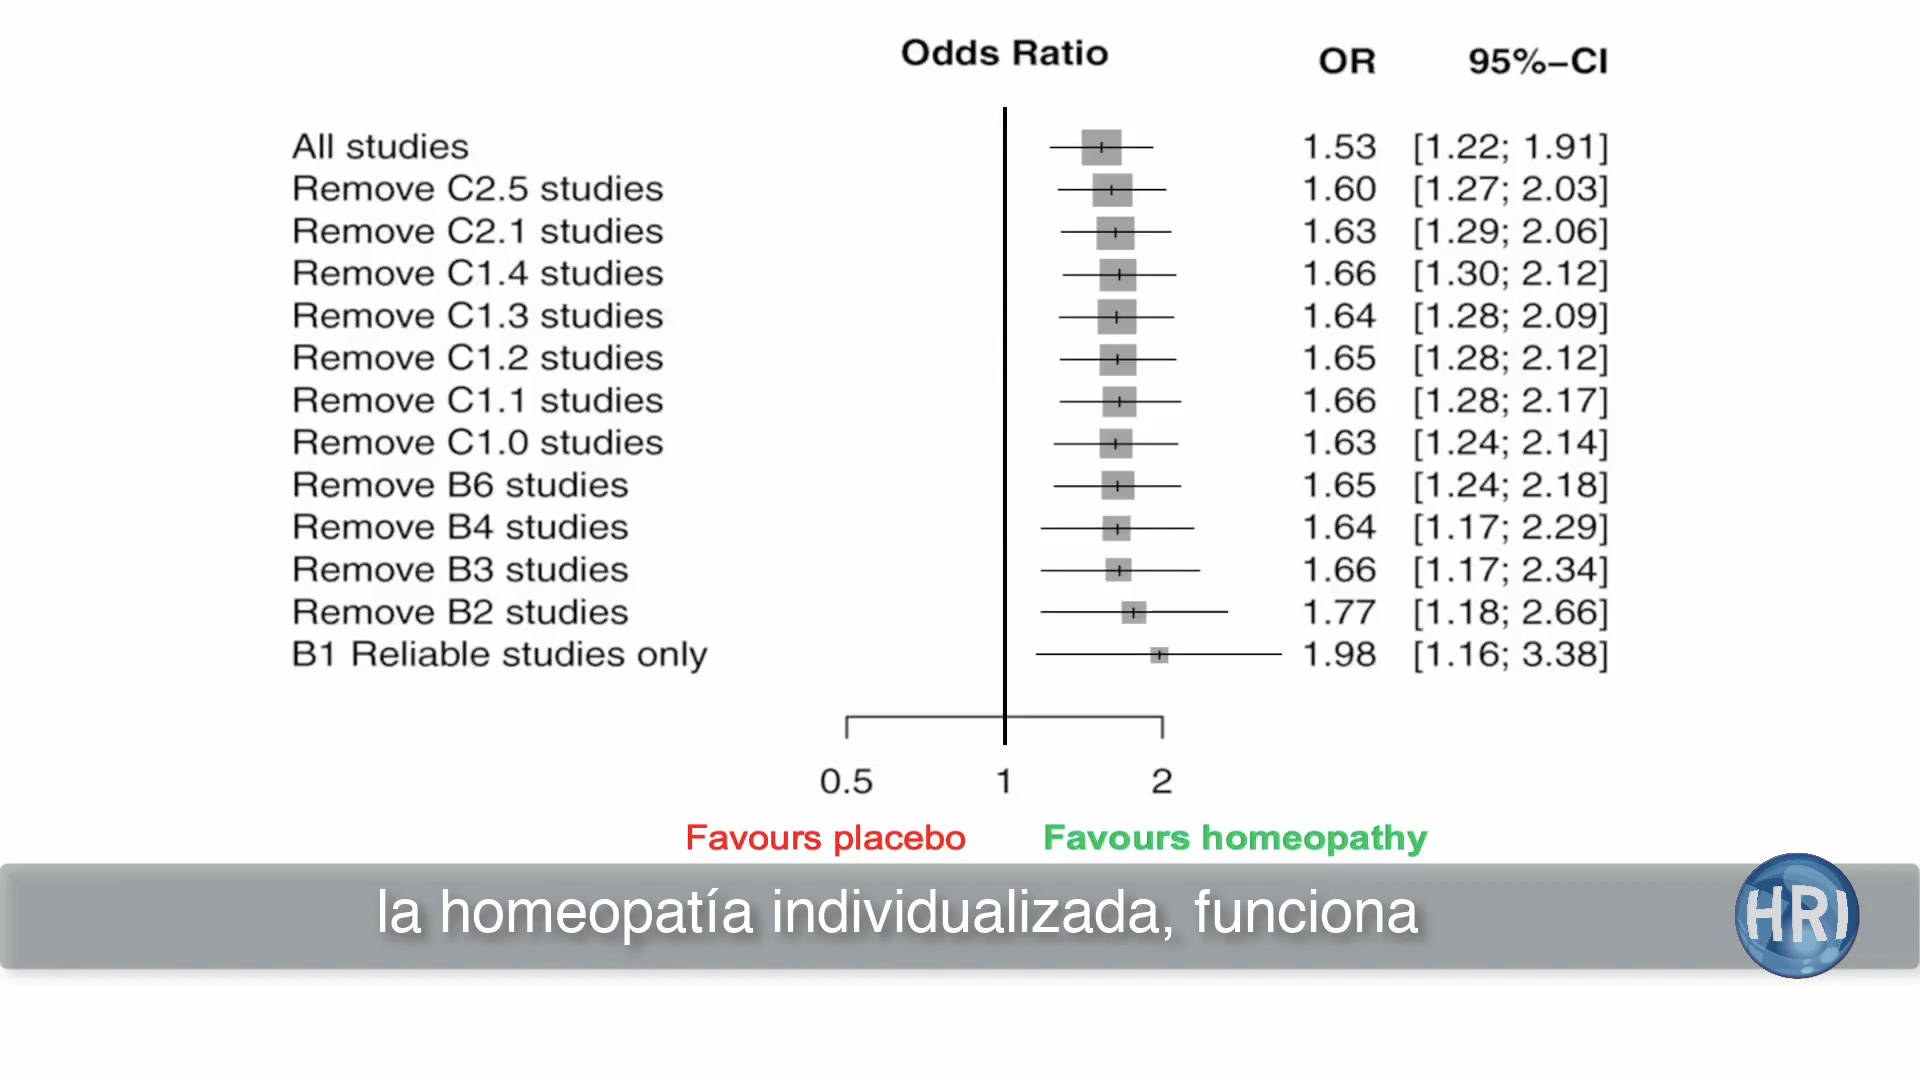 Odds Ratio OR 95%–CI
All studies 1.53 [1.22; 1.91]
Remove C2.5 studies 1.60 [1.27; 2.03]
Remove C2.1 studies 1.63 [1.29; 2.06]
Remove C1.4 studies 1.66 [1.30; 2.12]
Remove C1.3 studies 1.64 [1.28; 2.09]
Remove C1.2 studies 1.65 [1.28; 2.12]
Remove C1.1 studies 1.66 [1.28; 2.17]
Remove C1.0 studies 1.63 [1.24; 2.14]
Remove B6 studies 1.65 [1.24; 2.18]
Remove B4 studies 1.64 [1.17; 2.29]
Remove B3 studies 1.66 [1.17; 2.34]
Remove B2 studies 1.77 [1.18; 2.66]
B1 Reliable studies only 1.98 [1.16; 3.38]
0.5 1 2
Favours placebo Favours homeopathy
la homeopatía individualizada, funciona
HRI